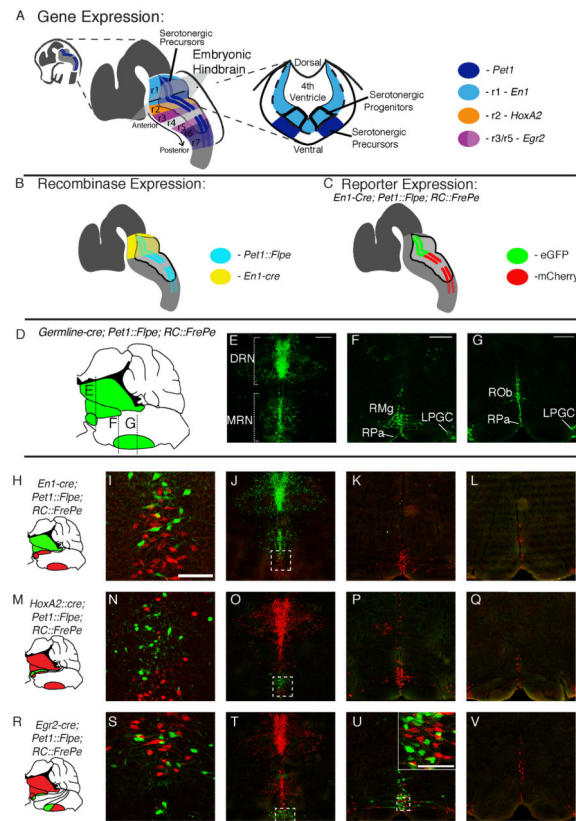 A Gene Expression:
Serotonergic
Precursors
Embryonic
Hindbrain
r1
r2
r3
r4
r5
r6
r7
Anterior
Posterior
Dorsal
4th
Ventricle
Serotonergic
Progenitors
Serotonergic
Precursors
Ventral
- Pet1
- r1 - En1
- r2 - HoxA2
- r3/r5 - Egr2
B Recombinase Expression:
- Pet1::Flpe
- En1-cre
C Reporter Expression:
En1-Cre; Pet1::Flpe; RC::FrePe
- eGFP
-mCherry
D Germline-cre; Pet1::Flpe; RC::FrePe
E
F
G
E
DRN
MRN
F
RMg
RPa
LPGC
G
ROb
RPa
LPGC
H En1-cre;
Pet1::Flpe;
RC::FrePe
I
J
K
L
M HoxA2::cre;
Pet1::Flpe;
RC::FrePe
N
O
P
Q
R Egr2-cre;
Pet1::Flpe;
RC::FrePe
S
T
U
V